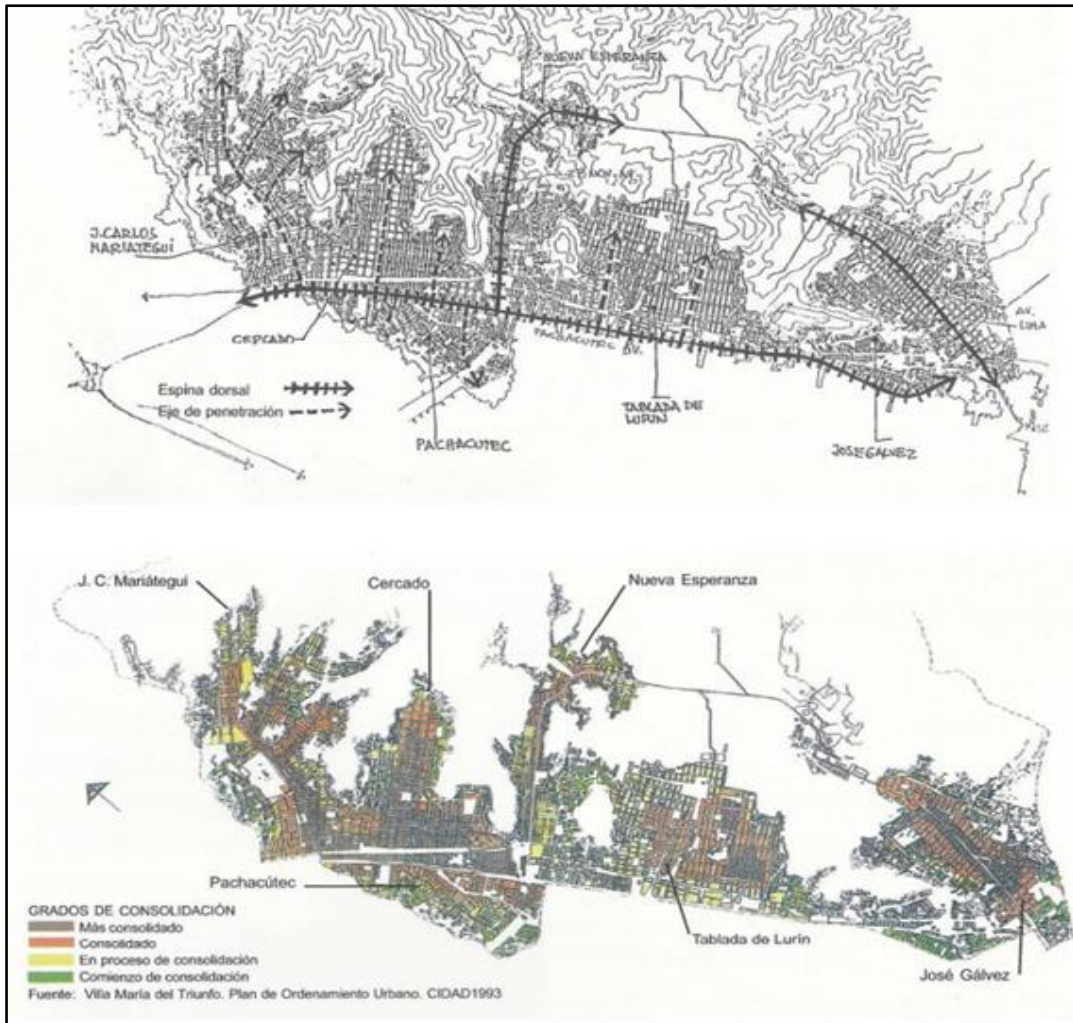 NUEVA ESPERANZA
J. CARLOS
MARIATEGUÍ
CERCADO
PACHACUTEC AV.
AV.
LIMA
Espina dorsal
Eje de penetración
TABLADA DE
LURIN
PACHACUTEC
JOSE GALVEZ
J. C. Mariátegui
Cercado
Nueva Esperanza
Pachacútec
GRADOS DE CONSOLIDACIÓN
Más consolidado
Consolidado
En proceso de consolidación
Comienzo de consolidación
Tablada de Lurín
José Gálvez
Fuente: Villa María del Triunfo. Plan de Ordenamiento Urbano. CIDAD1993